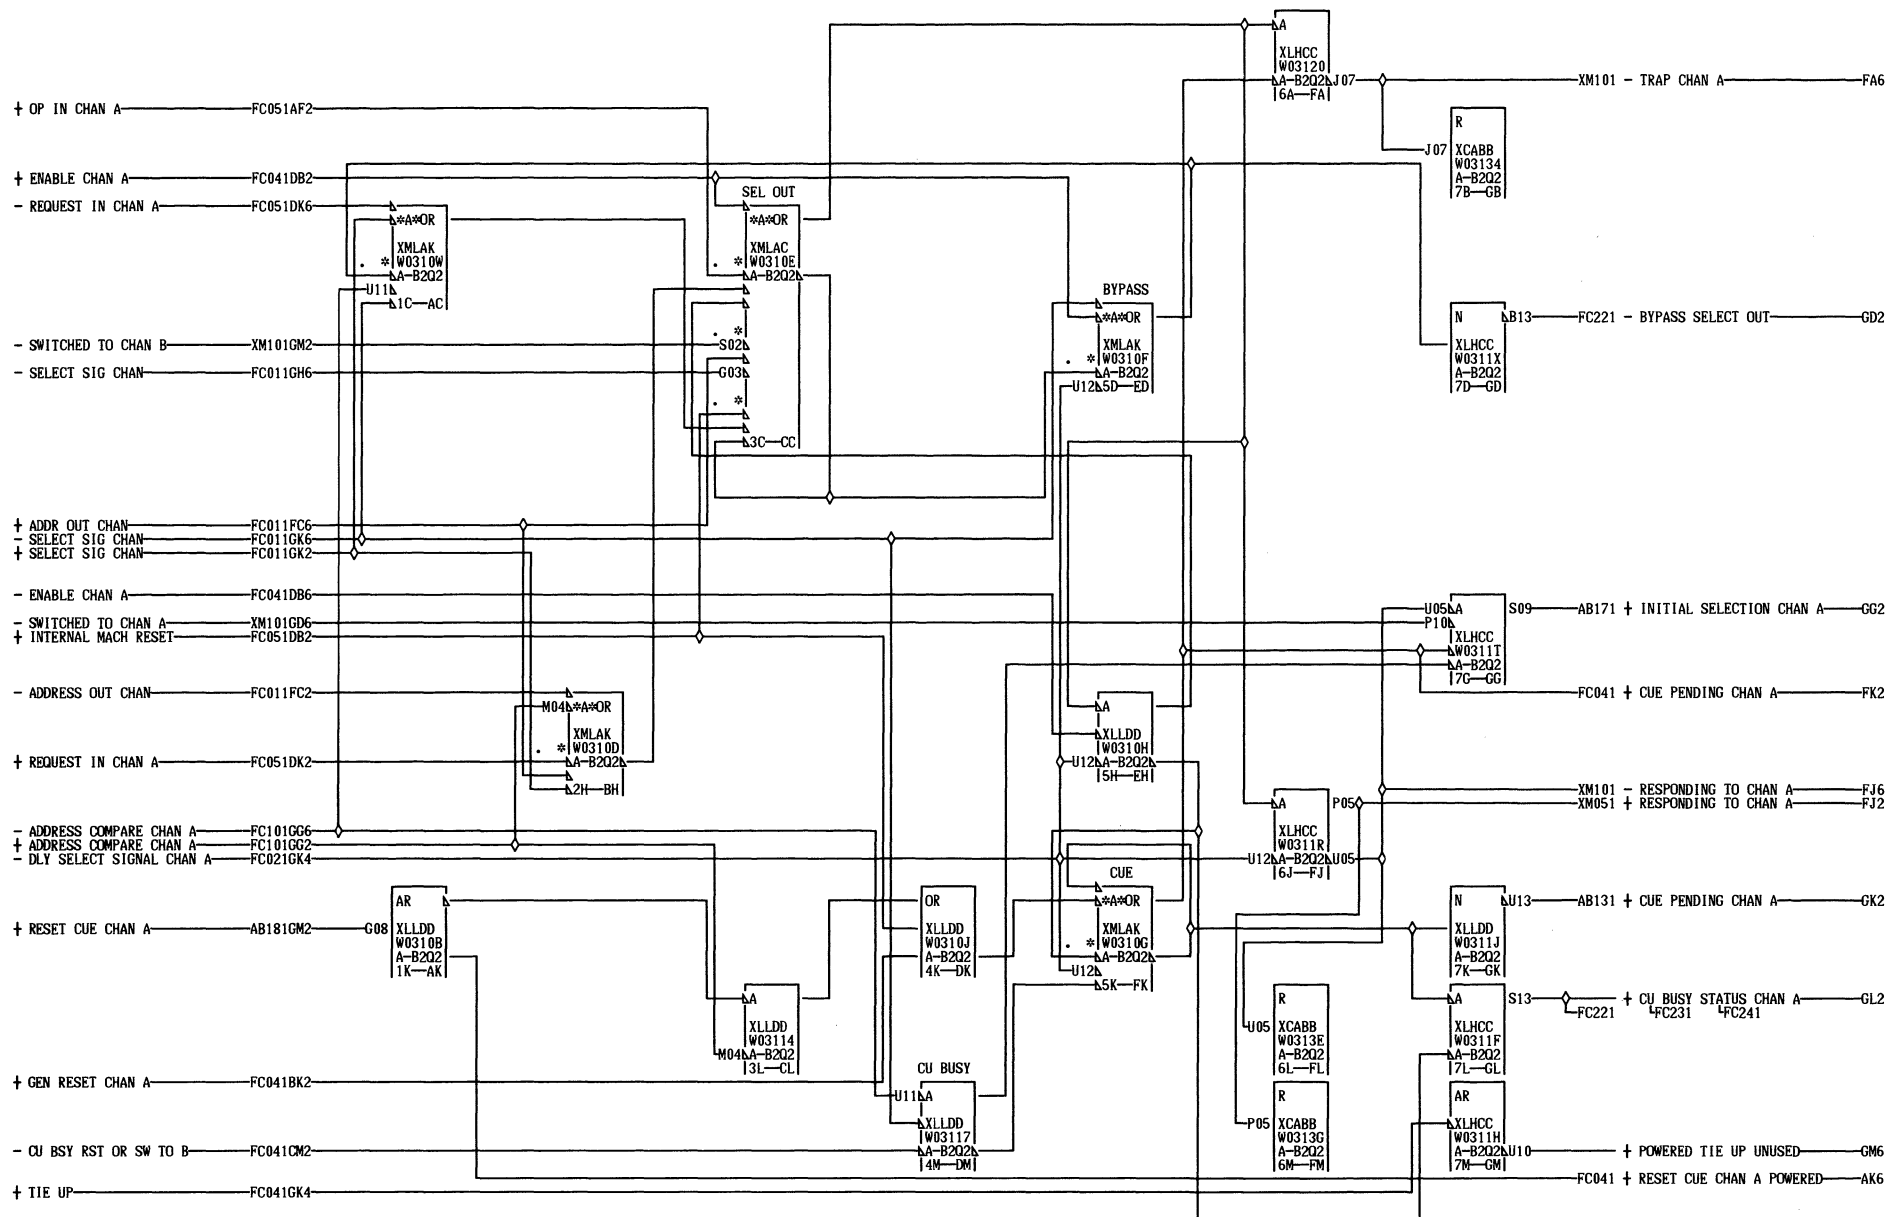 A
XLHCC
W03120
A-B2Q2 J07
6A—FA
XM101 - TRAP CHAN A FA6
+ OP IN CHAN A FC051AF2
R
J07 XCABB
W03134
A-B2Q2
7B—GB
+ ENABLE CHAN A FC041DB2
SEL OUT
- REQUEST IN CHAN A FC051DK6
*A*OR
XMLAK
. * W0310W
A-B2Q2
U11
1C—AC
*A*OR
XMLAC
. * W0310E
A-B2Q2
. *
S02
G03
. *
3C—CC
BYPASS
*A*OR
XMLAK
. * W0310F
A-B2Q2
U12 5D—ED
N B13 FC221 - BYPASS SELECT OUT GD2
XLHCC
W0311X
A-B2Q2
7D—GD
- SWITCHED TO CHAN B XM101GM2
- SELECT SIG CHAN FC011GH6
+ ADDR OUT CHAN FC011FC6
- SELECT SIG CHAN FC011GK6
+ SELECT SIG CHAN FC011GK2
- ENABLE CHAN A FC041DB6
- SWITCHED TO CHAN A XM101GD6
+ INTERNAL MACH RESET FC051DB2
U05 A S09 AB171 + INITIAL SELECTION CHAN A GG2
P10
XLHCC
W0311T
A-B2Q2
7G—GG
- ADDRESS OUT CHAN FC011FC2
FC041 + CUE PENDING CHAN A FK2
M04 *A*OR
XMLAK
. * W0310D
A-B2Q2
2H—BH
A
XLLDD
W0310H
U12 A-B2Q2
5H—EH
+ REQUEST IN CHAN A FC051DK2
XM101 - RESPONDING TO CHAN A FJ6
XM051 + RESPONDING TO CHAN A FJ2
A P05
XLHCC
W0311R
U12 A-B2Q2 U05
6J—FJ
- ADDRESS COMPARE CHAN A FC101GG6
+ ADDRESS COMPARE CHAN A FC101GG2
- DLY SELECT SIGNAL CHAN A FC021GK4
CUE
AR
G08 XLLDD
W0310B
A-B2Q2
1K—AK
OR
XLLDD
W0310J
A-B2Q2
4K—DK
*A*OR
XMLAK
. * W0310G
A-B2Q2
U12
5K—FK
N U13 AB131 + CUE PENDING CHAN A GK2
XLLDD
W0311J
A-B2Q2
7K—GK
+ RESET CUE CHAN A AB181GM2
A
XLLDD
W03114
M04 A-B2Q2
3L—CL
R
U05 XCABB
W0313E
A-B2Q2
6L—FL
A S13 + CU BUSY STATUS CHAN A GL2
FC221 FC231 FC241
XLHCC
W0311F
A-B2Q2
7L—GL
CU BUSY
+ GEN RESET CHAN A FC041BK2
U11 A
XLLDD
W03117
A-B2Q2
4M—DM
R
P05 XCABB
W0313G
A-B2Q2
6M—FM
AR
XLHCC
W0311H
A-B2Q2 U10 + POWERED TIE UP UNUSED GM6
7M—GM
- CU BSY RST OR SW TO B FC041CM2
FC041 + RESET CUE CHAN A POWERED AK6
+ TIE UP FC041GK4